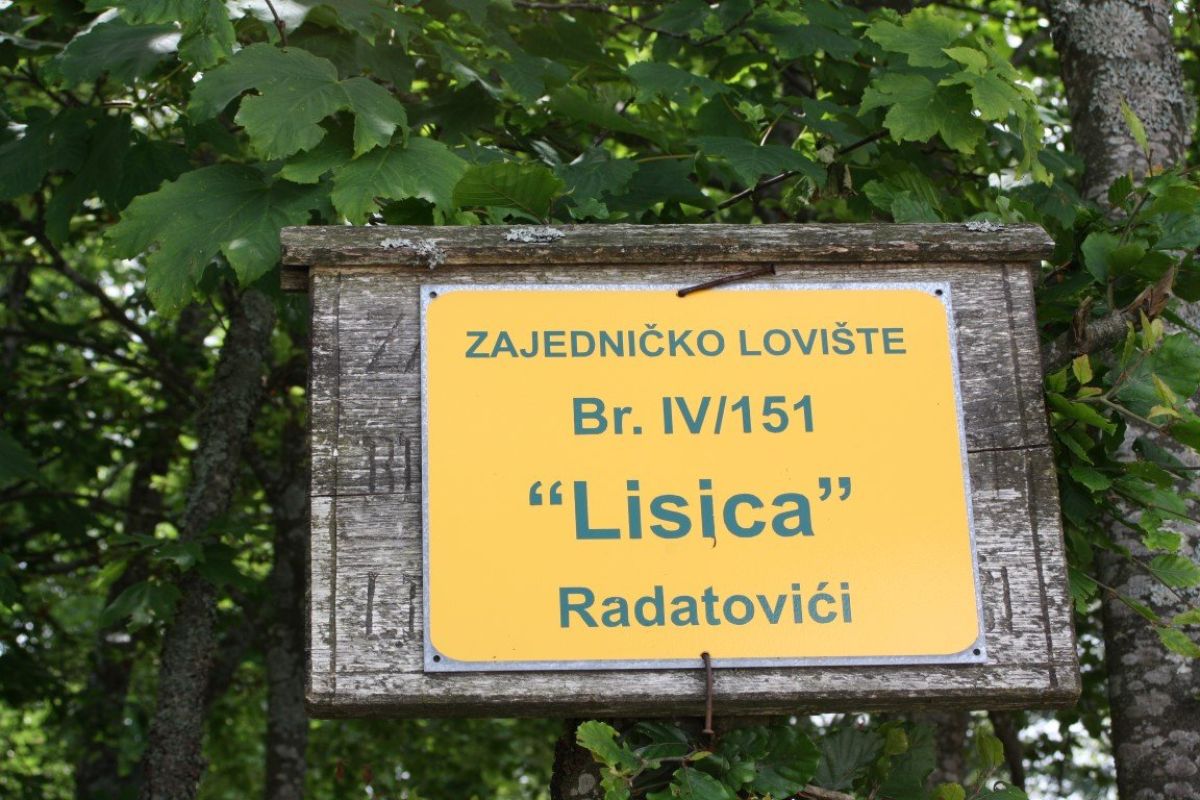 ZAJEDNIČKO LOVIŠTE
Br. IV/151
“Lisica”
Radatovići